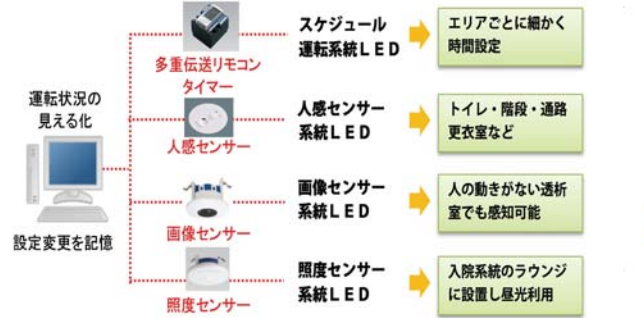 運転状況の
見える化
設定変更を記憶
多重伝送リモコン
タイマー
スケジュール
運転系統LED
エリアごとに細かく
時間設定
人感センサー
人感センサー
系統LED
トイレ・階段・通路
更衣室など
画像センサー
画像センサー
系統LED
人の動きがない透析
室でも感知可能
照度センサー
照度センサー
系統LED
入院系統のラウンジ
に設置し昼光利用